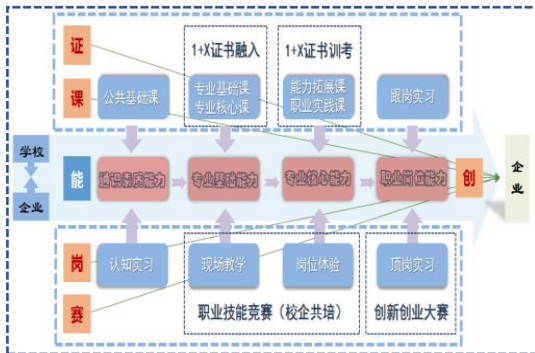 证
1+X证书融入
1+X证书训考
课
公共基础课
专业基础课
专业核心课
能力拓展课
职业实践课
跟岗实习
学校
企业
能
通识素质能力
专业基础能力
专业核心能力
职业岗位能力
创
企业
岗
认知实习
现场教学
岗位体验
顶岗实习
赛
职业技能竞赛（校企共培）
创新创业大赛